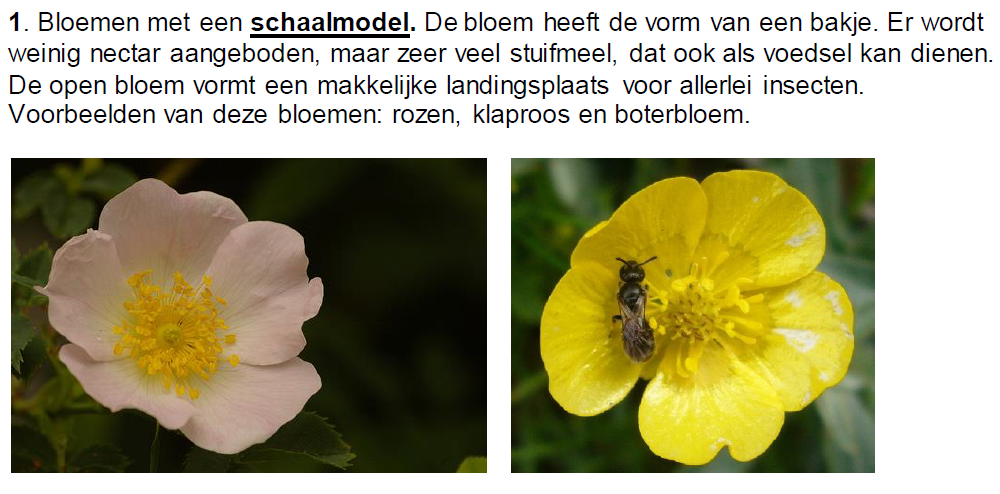 1. Bloemen met een schaalmodel. De bloem heeft de vorm van een bakje. Er wordt
weinig nectar aangeboden, maar zeer veel stuifmeel, dat ook als voedsel kan dienen.
De open bloem vormt een makkelijke landingsplaats voor allerlei insecten.
Voorbeelden van deze bloemen: rozen, klaproos en boterbloem.